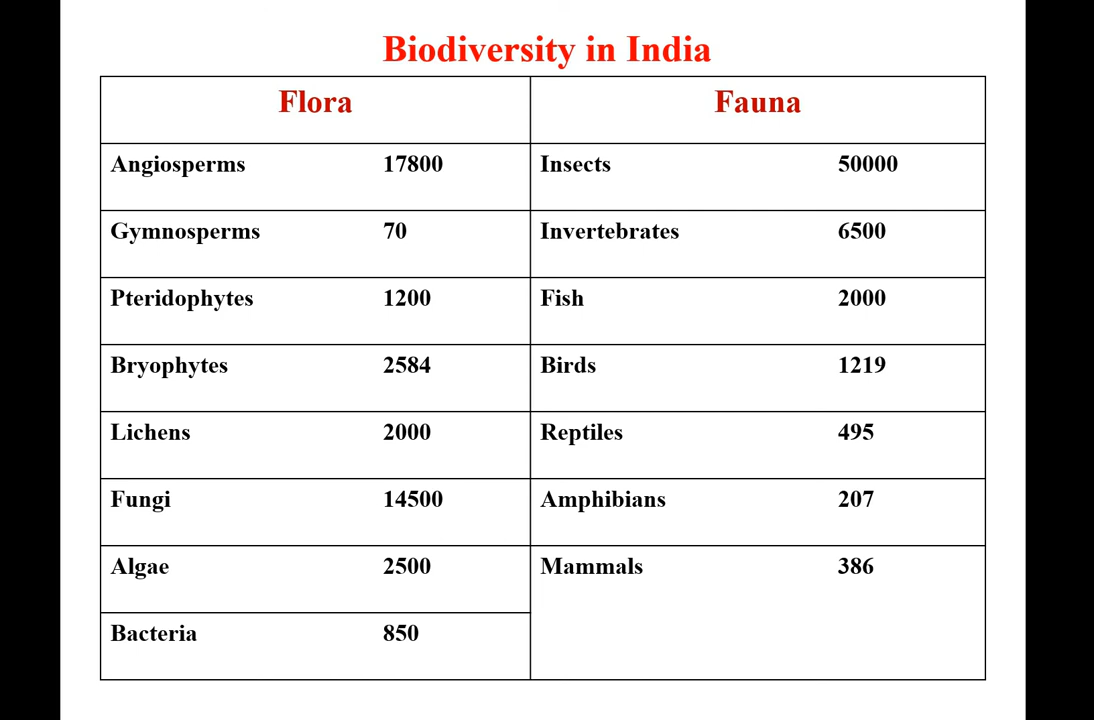 Biodiversity in India
Flora Fauna
Angiosperms 17800 Insects 50000
Gymnosperms 70 Invertebrates 6500
Pteridophytes 1200 Fish 2000
Bryophytes 2584 Birds 1219
Lichens 2000 Reptiles 495
Fungi 14500 Amphibians 207
Algae 2500 Mammals 386
Bacteria 850